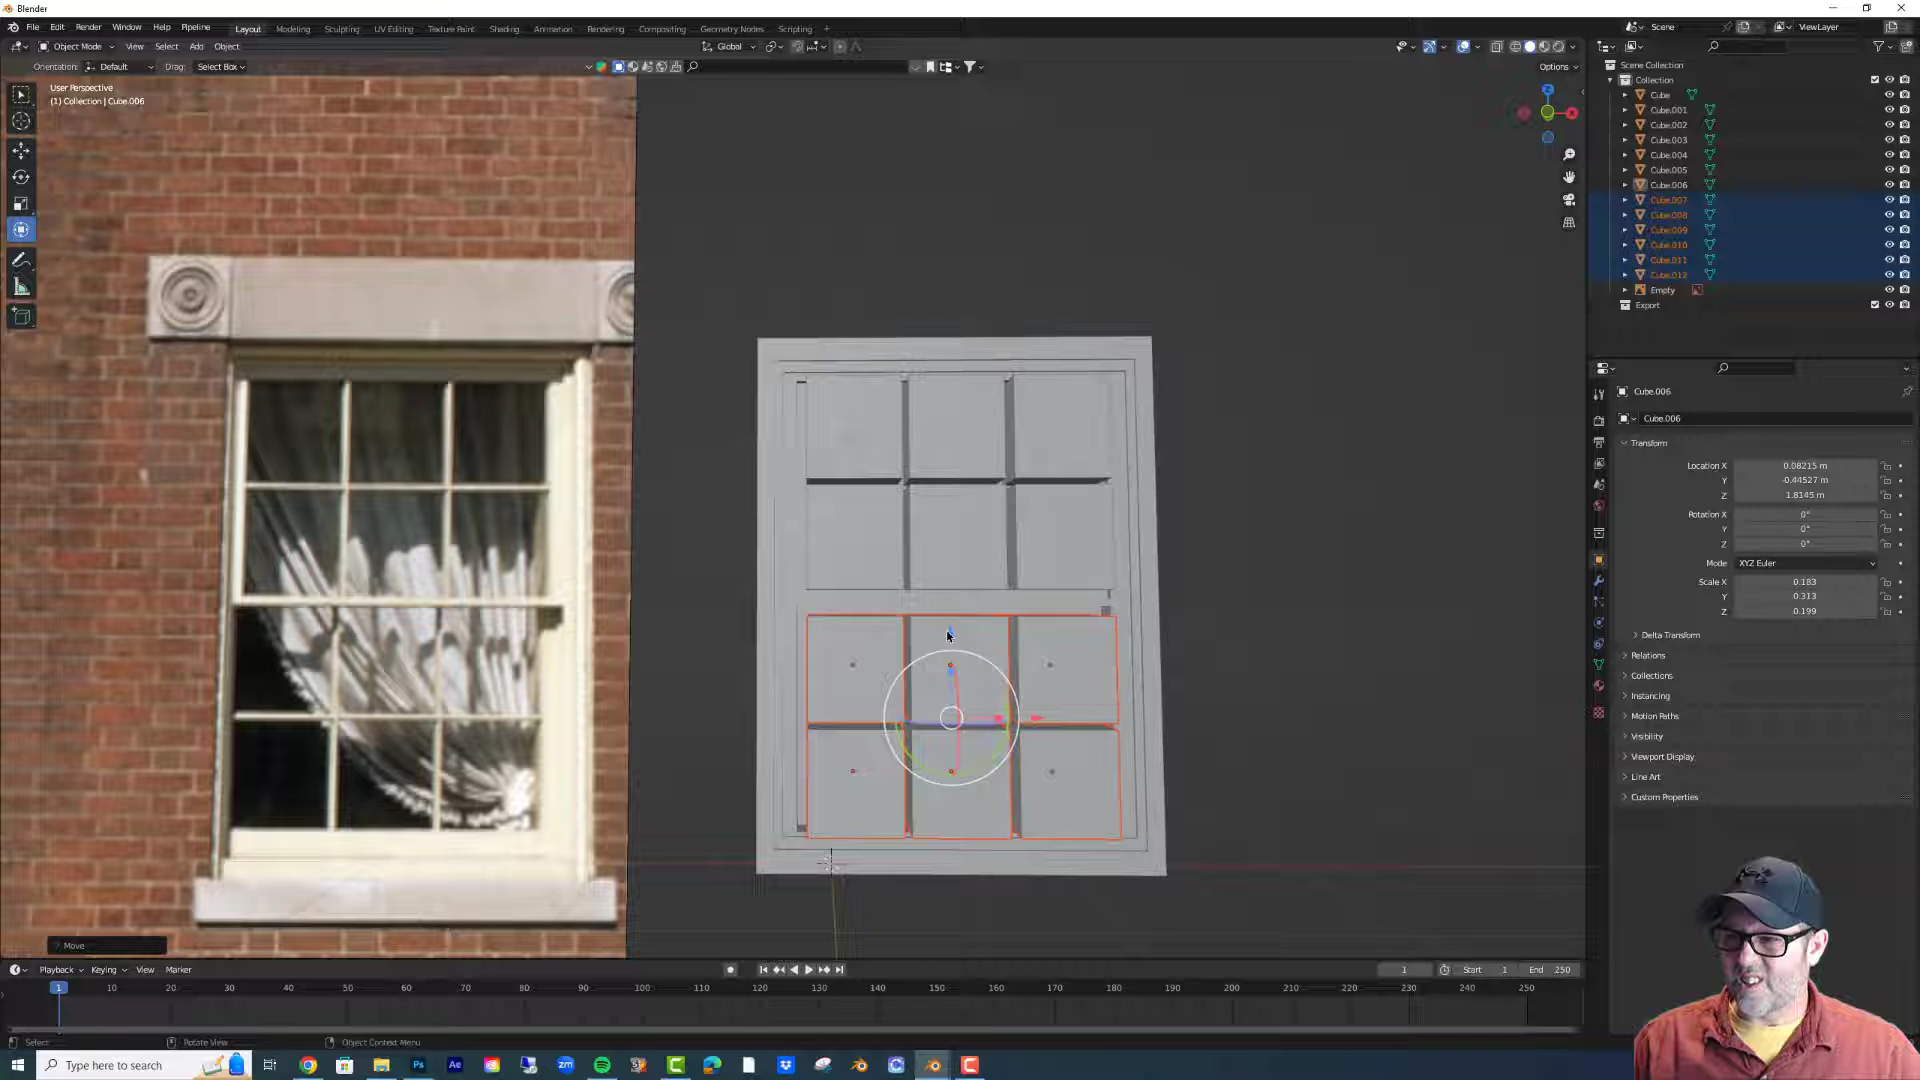 Blender
File Edit Render Window Help Pipeline Layout Modeling Sculpting UV Editing Texture Paint Shading Animation Rendering Compositing Geometry Nodes Scripting + Scene ViewLayer
Object Mode View Select Add Object Global
Orientation: Default Drag: Select Box Options
User Perspective
(1) Collection | Cube.006
Z
X
Scene Collection
Collection
Cube
Cube.001
Cube.002
Cube.003
Cube.004
Cube.005
Cube.006
Cube.007
Cube.008
Cube.009
Cube.010
Cube.011
Cube.012
Empty
Export
Cube.006
Cube.006
Transform
Location X 0.08215 m
Y -0.44527 m
Z 1.8145 m
Rotation X 0°
Y 0°
Z 0°
Mode XYZ Euler
Scale X 0.183
Y 0.313
Z 0.199
Delta Transform
Relations
Collections
Instancing
Motion Paths
Visibility
Viewport Display
Line Art
Custom Properties
Move
Playback Keying View Marker 1 Start 1 End 250
1 10 20 30 40 50 60 70 80 90 100 110 120 130 140 150 160 170 180 190 200 210 220 230 240 250
Select Rotate View Object Context Menu
Type here to search Ps Ae zm